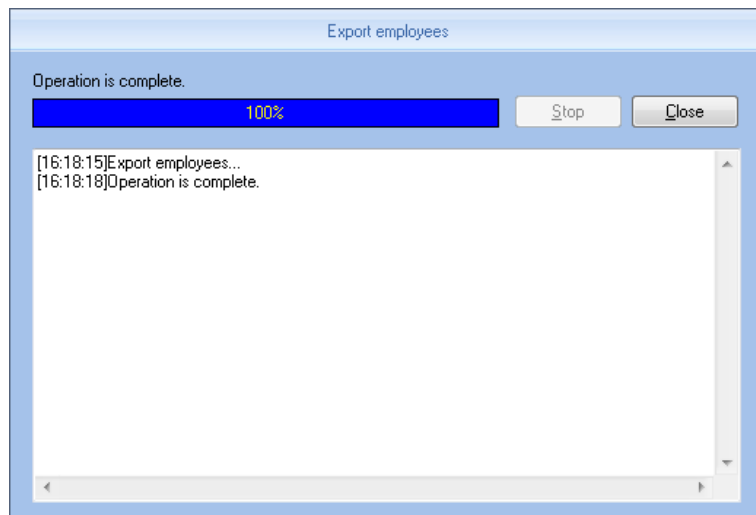 Export employees
Operation is complete.
100%
Stop
Close
[16:18:15]Export employees...
[16:18:18]Operation is complete.